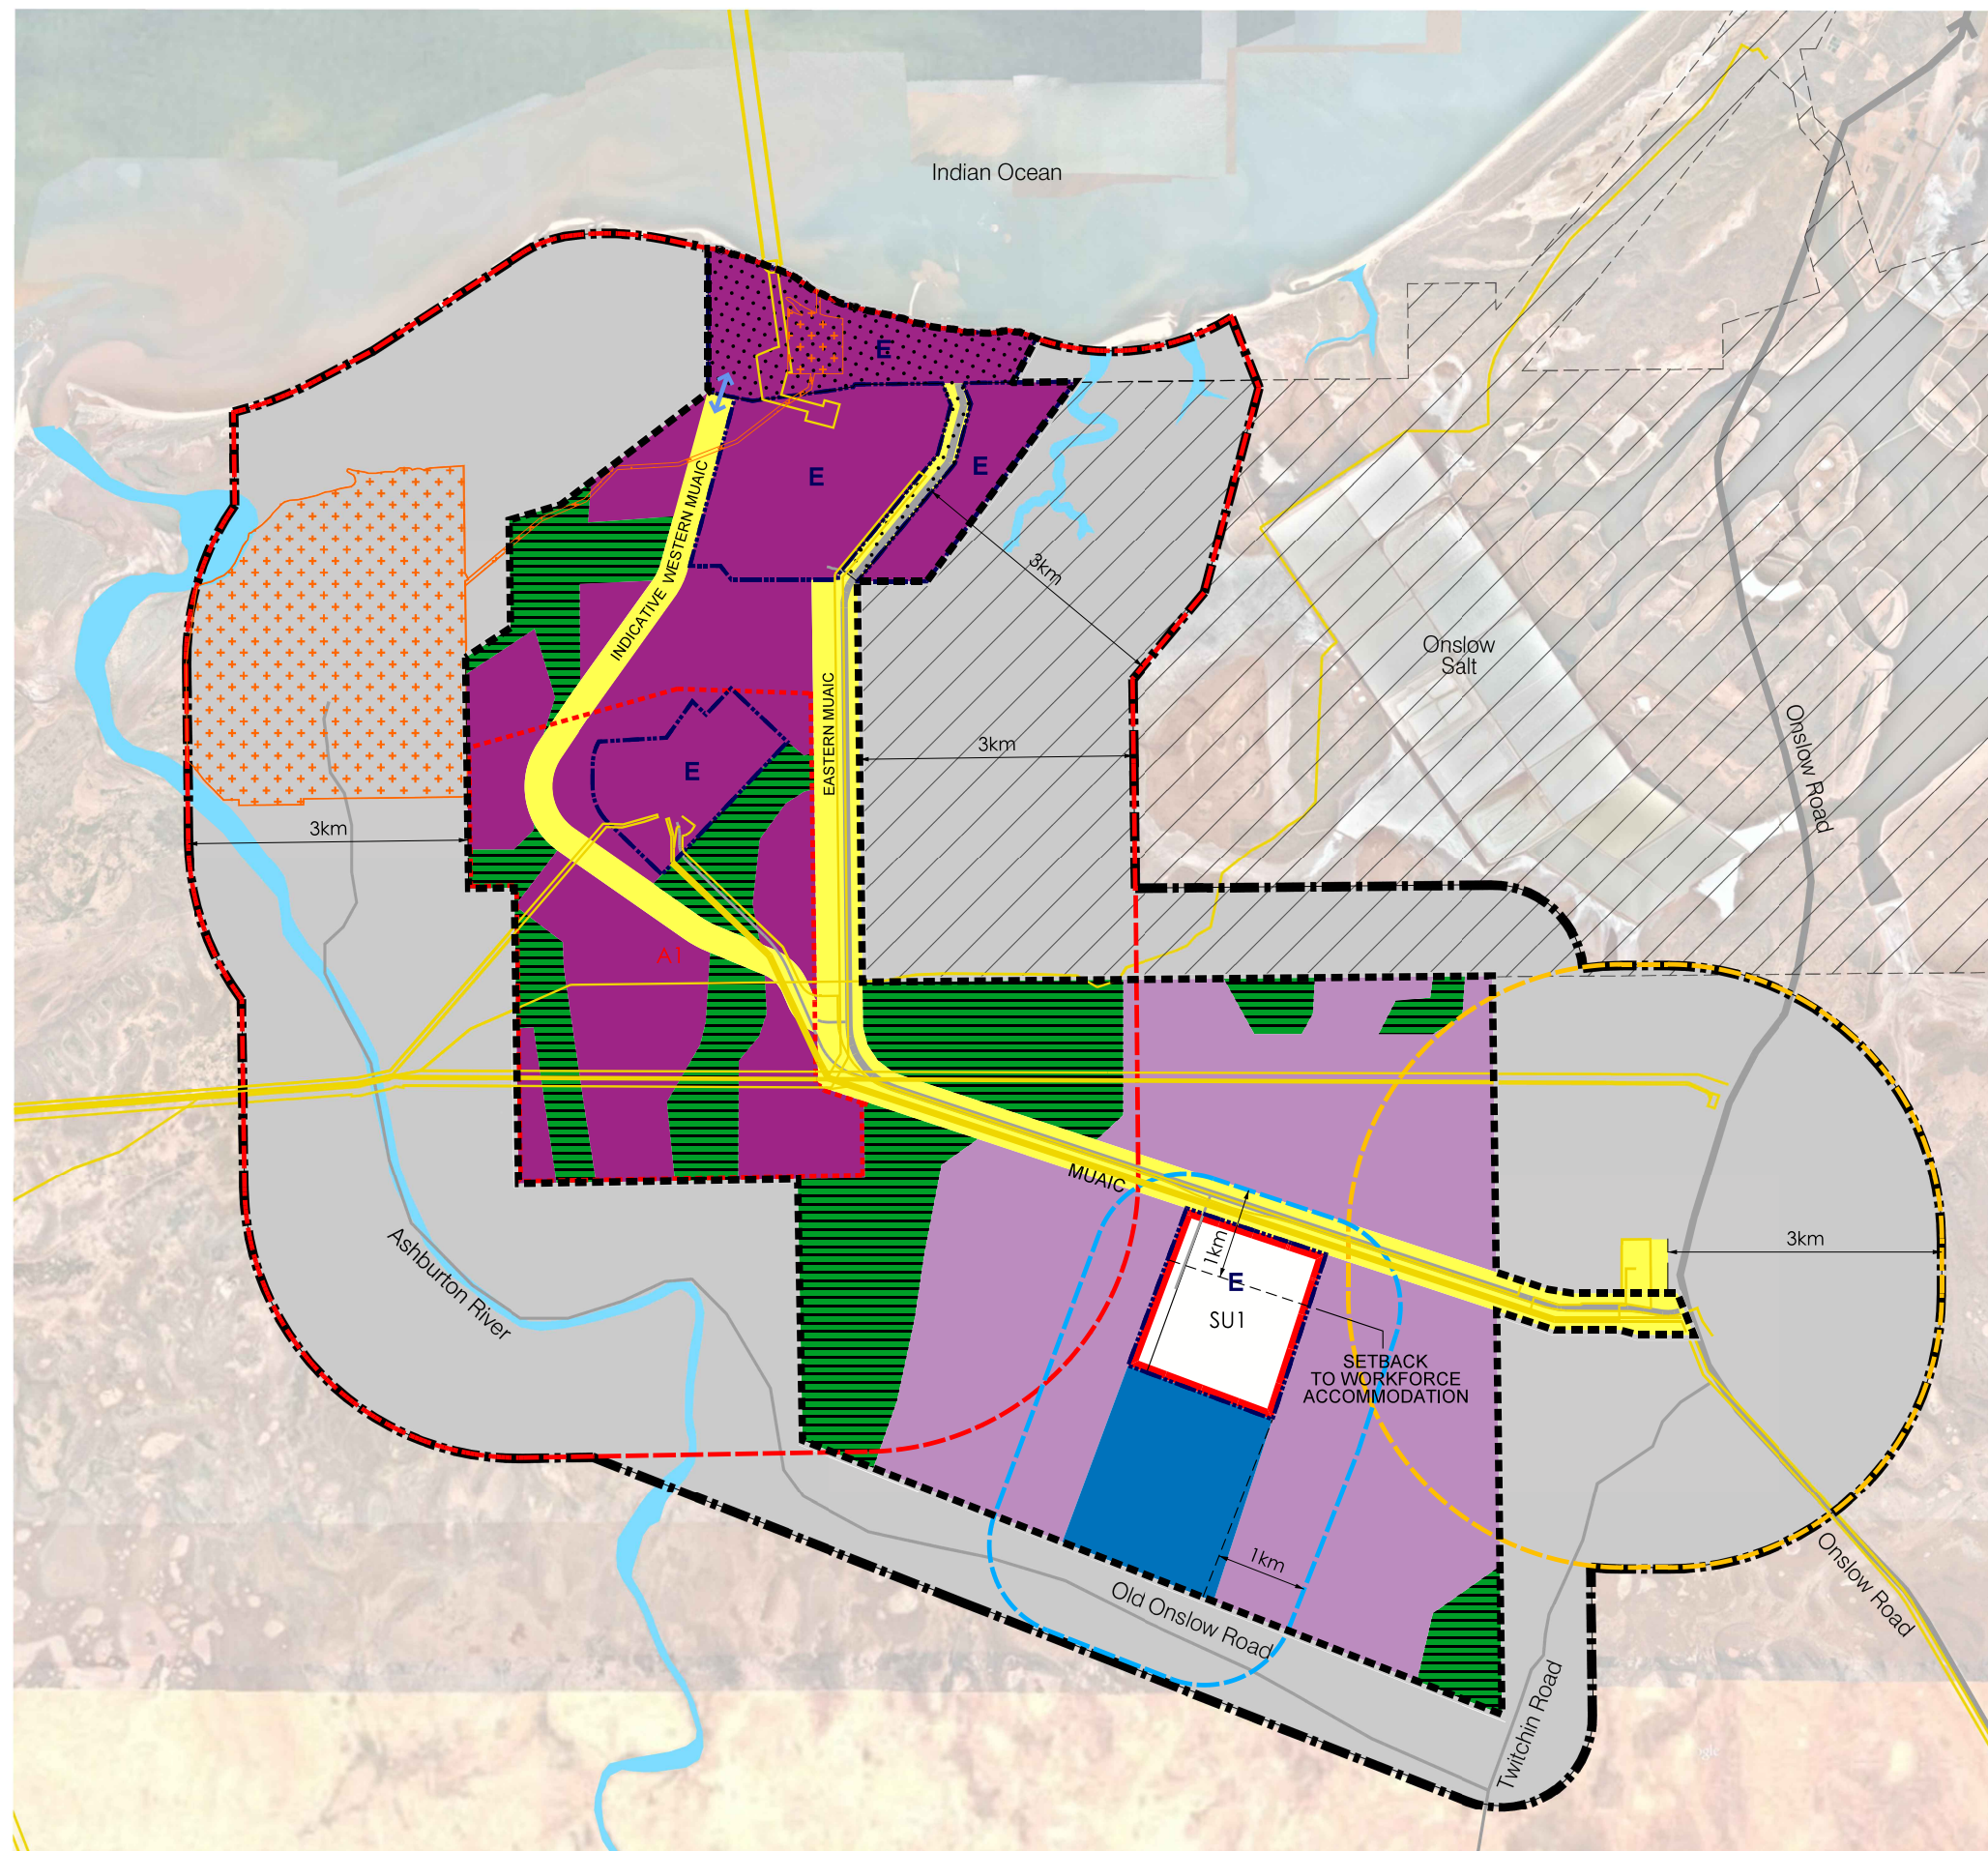 Indian Ocean
E
E
E
INDICATIVE WESTERN MUAIC
3km
Onslow
Salt
EASTERN MUAIC
3km
Onslow Road
E
3km
A1
MUAIC
Ashburton River
1km
3km
E
SU1
SETBACK
TO WORKFORCE
ACCOMMODATION
1km
Old Onslow Road
Onslow Road
Twitchin Road